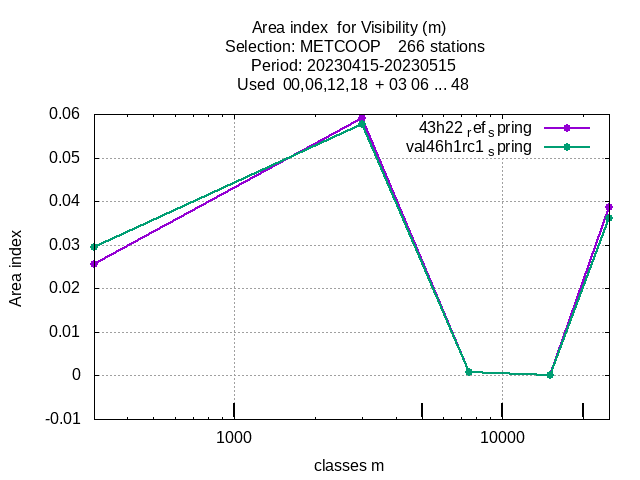 Area index  for Visibility (m)
Selection: METCOOP    266 stations
Period: 20230415-20230515
Used  00,06,12,18  + 03 06 ... 48
43h22 ref spring
val46h1rc1 spring
0.06
0.05
0.04
0.03
0.02
0.01
0
-0.01
Area index
1000
10000
classes m